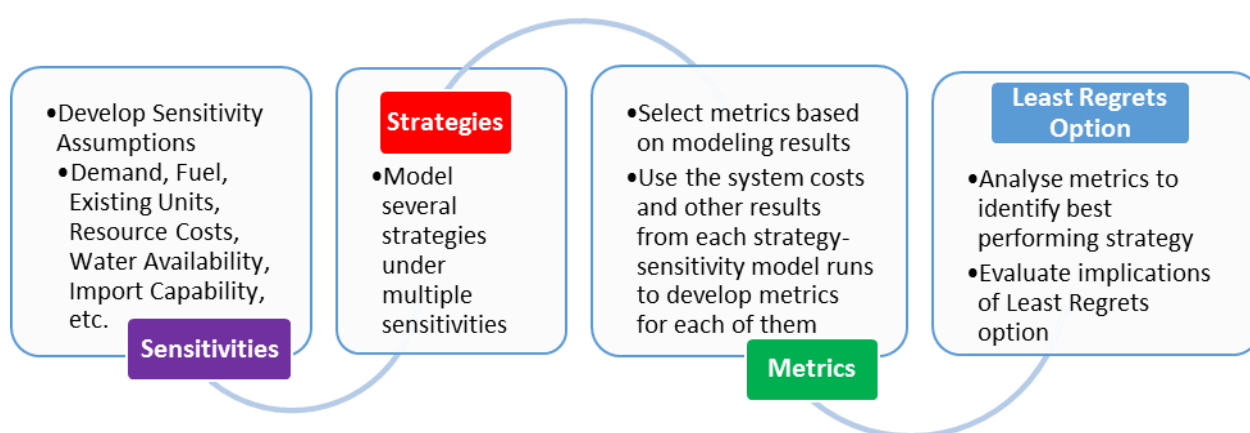 •Develop Sensitivity
Assumptions
•Demand, Fuel,
Existing Units,
Resource Costs,
Water Availability,
Import Capability,
etc.
Sensitivities
Strategies
•Model
several
strategies
under
multiple
sensitivities
•Select metrics based
on modeling results
•Use the system costs
and other results
from each strategy-
sensitivity model runs
to develop metrics
for each of them
Metrics
Least Regrets
Option
•Analyse metrics to
identify best
performing strategy
•Evaluate implications
of Least Regrets
option